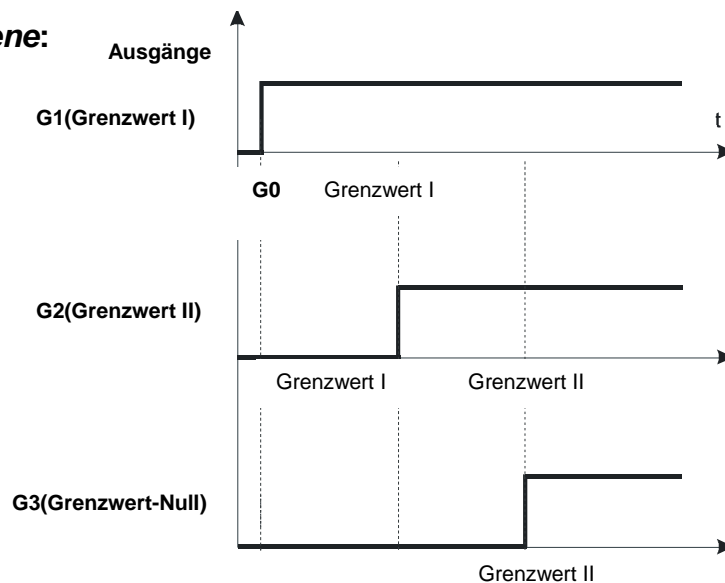 ene:
Ausgänge
G1(Grenzwert I)
t
G0 Grenzwert I
G2(Grenzwert II)
Grenzwert I Grenzwert II
G3(Grenzwert-Null)
Grenzwert II